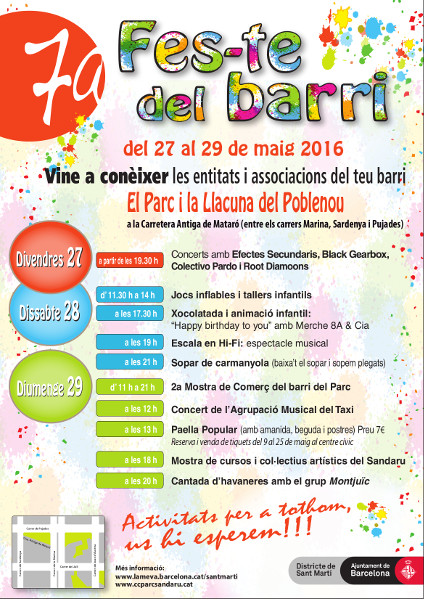 7a
Fes-te
del barri
del 27 al 29 de maig 2016
Vine a conèixer les entitats i associacions del teu barri
El Parc i la Llacuna del Poblenou
a la Carretera Antiga de Mataró (entre els carrers Marina, Sardenya i Pujades)
Divendres 27
a partir de les 19.30 h
Concerts amb Efectes Secundaris, Black Gearbox,
Colectivo Pardo i Root Diamoons
Dissabte 28
d'11.30 h a 14 h
Jocs inflables i tallers infantils
a les 17.30 h
Xocolatada i animació infantil:
"Happy birthday to you" amb Merche 8A & Cia
a les 19 h
Escala en Hi-Fi: espectacle musical
a les 21 h
Sopar de carmanyola (baixa't el sopar i sopem plegats)
Diumenge 29
d'11 h a 21 h
2a Mostra de Comerç del barri del Parc
a les 12 h
Concert de l'Agrupació Musical del Taxi
a les 13 h
Paella Popular (amb amanida, beguda i postres) Preu 7€
Reserva i venda de tiquets del 9 al 25 de maig al centre cívic
a les 18 h
Mostra de cursos i col·lectius artístics del Sandaru
a les 20 h
Cantada d'havaneres amb el grup Montjuïc
Activitats per a tothom,
us hi esperem!!!
Més informació:
www.lameva.barcelona.cat/santmarti
www.ccparcsandaru.cat
Districte de
Sant Martí
Ajuntament de
Barcelona